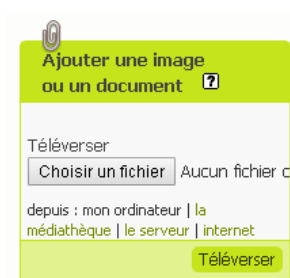 Ajouter une image
ou un document ?
Téléverser
Choisir un fichier Aucun fichier c
depuis : mon ordinateur | la
médiathèque | le serveur | internet
Téléverser